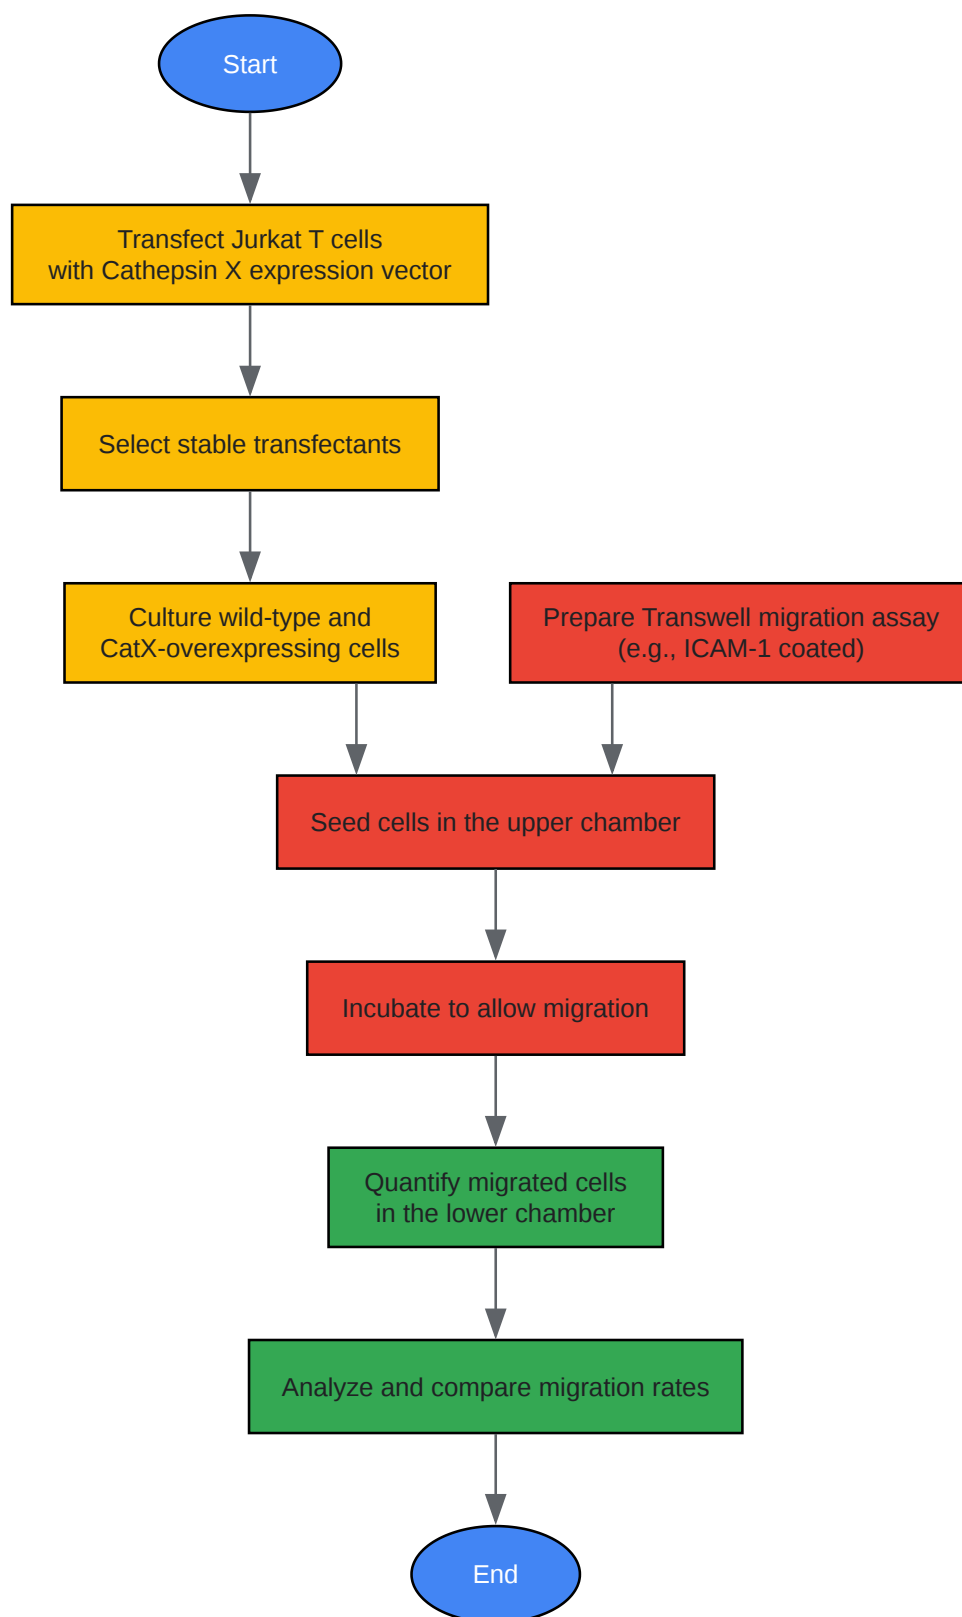 Start
Transfect Jurkat T cells
with Cathepsin X expression vector
Select stable transfectants
Culture wild-type and
CatX-overexpressing cells
Prepare Transwell migration assay
(e.g., ICAM-1 coated)
Seed cells in the upper chamber
Incubate to allow migration
Quantify migrated cells
in the lower chamber
Analyze and compare migration rates
End